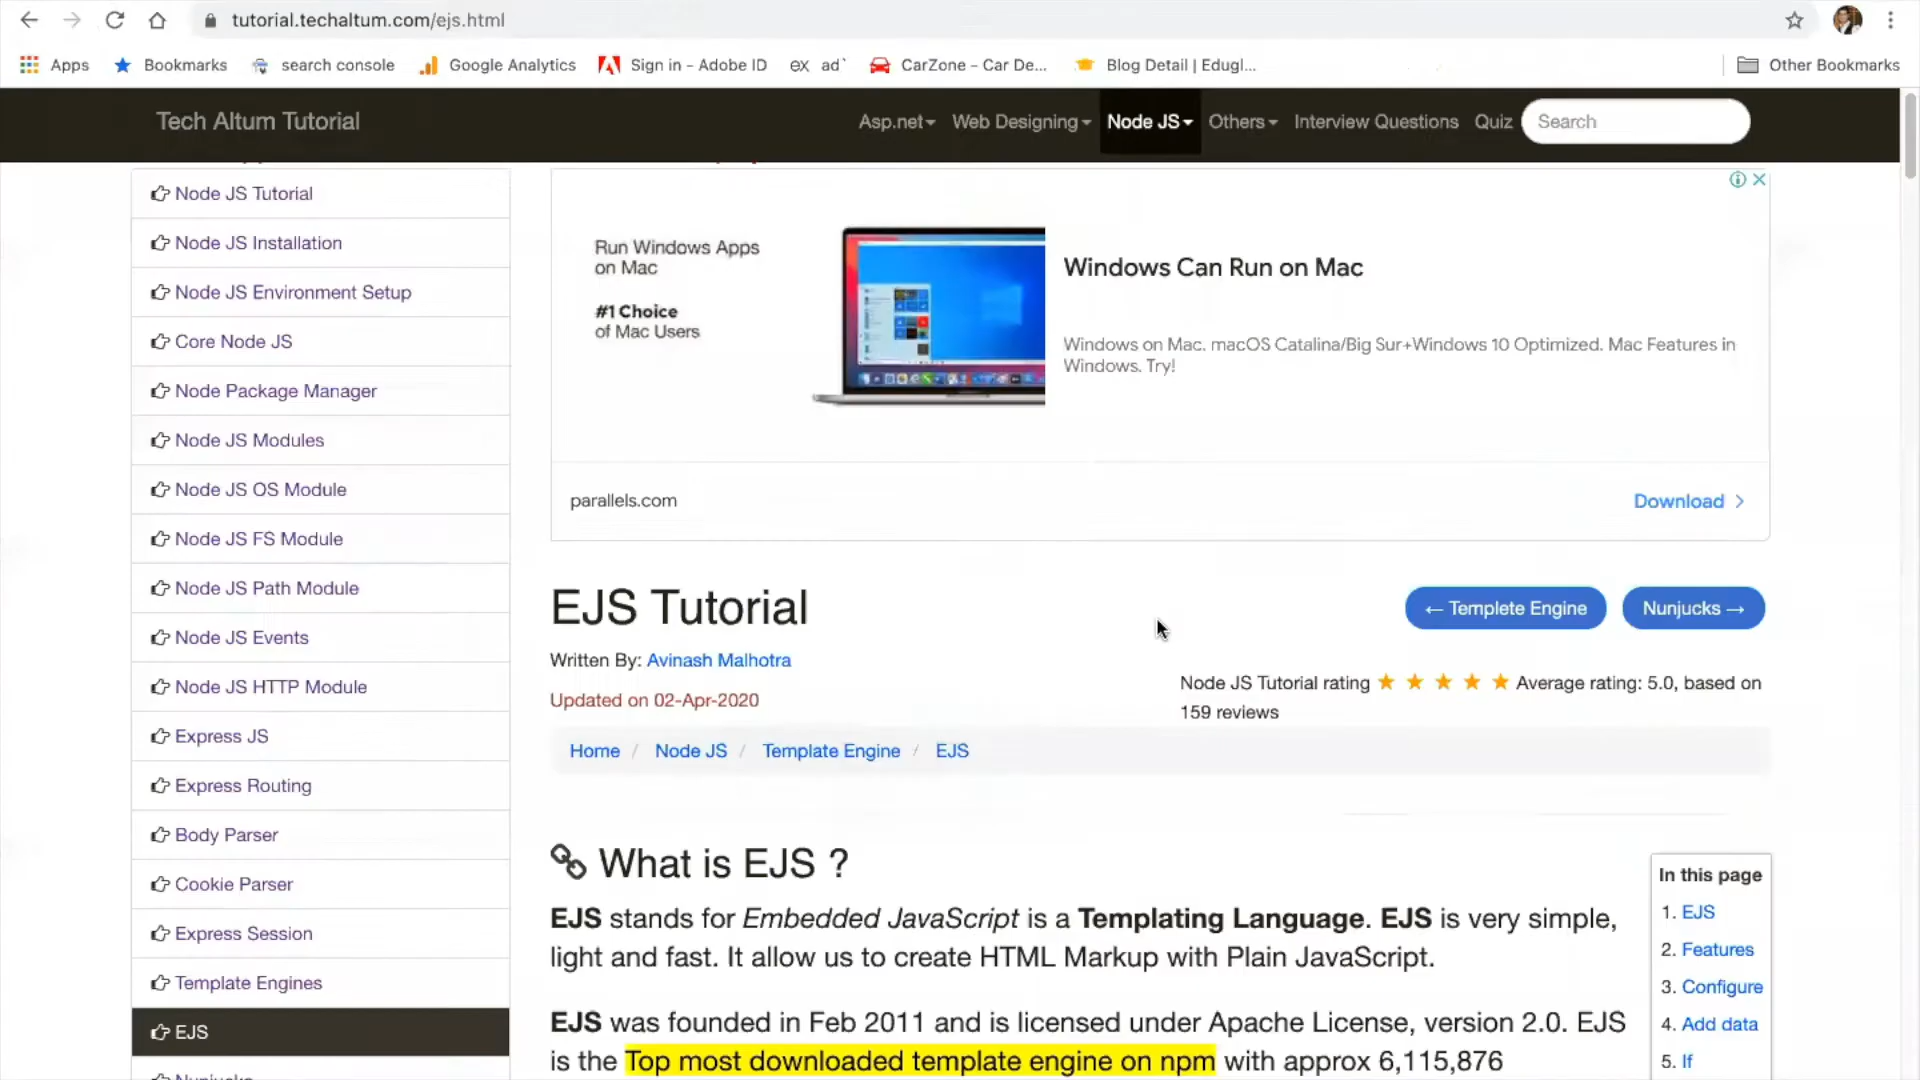 tutorial.techaltum.com/ejs.html
Apps Bookmarks search console Google Analytics Sign in – Adobe ID ex ad` CarZone – Car De... Blog Detail | Edugl... Other Bookmarks
Tech Altum Tutorial Asp.net Web Designing Node JS Others Interview Questions Quiz Search
Node JS Tutorial
Node JS Installation
Node JS Environment Setup
Core Node JS
Node Package Manager
Node JS Modules
Node JS OS Module
Node JS FS Module
Node JS Path Module
Node JS Events
Node JS HTTP Module
Express JS
Express Routing
Body Parser
Cookie Parser
Express Session
Template Engines
EJS
Run Windows Apps
on Mac
#1 Choice
of Mac Users
Windows Can Run on Mac
Windows on Mac. macOS Catalina/Big Sur+Windows 10 Optimized. Mac Features in
Windows. Try!
parallels.com Download
EJS Tutorial
← Templete Engine Nunjucks →
Written By: Avinash Malhotra
Updated on 02-Apr-2020
Node JS Tutorial rating ★ ★ ★ ★ ★ Average rating: 5.0, based on
159 reviews
Home / Node JS / Template Engine / EJS
What is EJS ?
EJS stands for Embedded JavaScript is a Templating Language. EJS is very simple,
light and fast. It allow us to create HTML Markup with Plain JavaScript.
EJS was founded in Feb 2011 and is licensed under Apache License, version 2.0. EJS
is the Top most downloaded template engine on npm with approx 6,115,876
In this page
1. EJS
2. Features
3. Configure
4. Add data
5. If